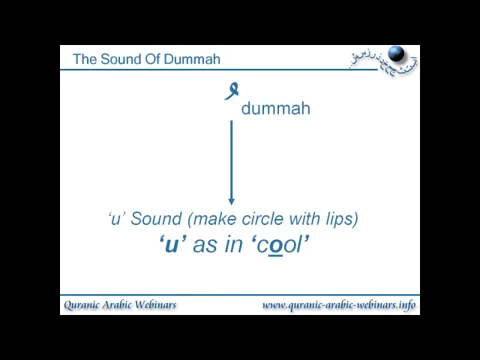 The Sound Of Dummah
ُ dummah
‘u’ Sound (make circle with lips)
‘u’ as in ‘cool’
Quranic Arabic Webinars www.quranic-arabic-webinars.info